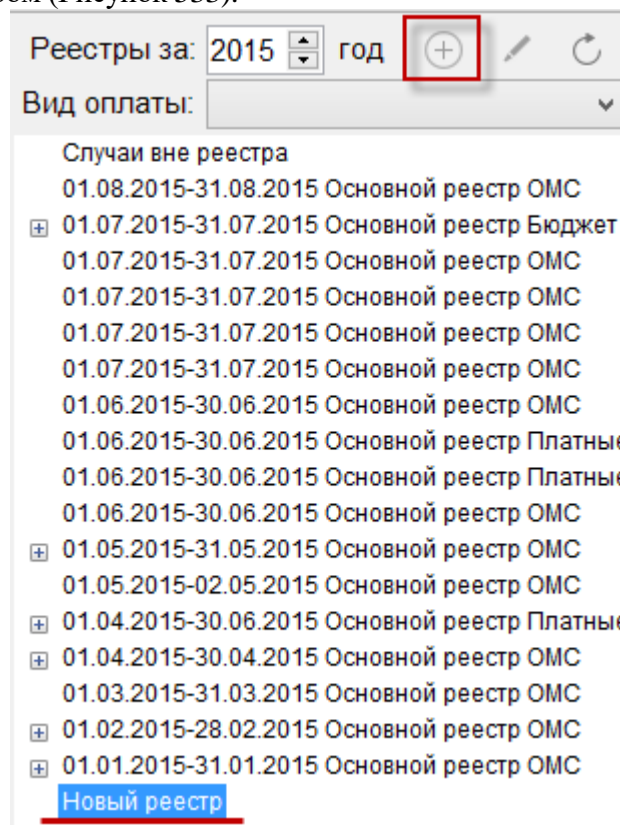 (Рисунок 353).
Реестры за: 2015 год
Вид оплаты:
Случаи вне реестра
01.08.2015-31.08.2015 Основной реестр ОМС
01.07.2015-31.07.2015 Основной реестр Бюджет
01.07.2015-31.07.2015 Основной реестр ОМС
01.07.2015-31.07.2015 Основной реестр ОМС
01.07.2015-31.07.2015 Основной реестр ОМС
01.07.2015-31.07.2015 Основной реестр ОМС
01.06.2015-30.06.2015 Основной реестр ОМС
01.06.2015-30.06.2015 Основной реестр Платные
01.06.2015-30.06.2015 Основной реестр Платные
01.06.2015-30.06.2015 Основной реестр ОМС
01.05.2015-31.05.2015 Основной реестр ОМС
01.05.2015-02.05.2015 Основной реестр ОМС
01.04.2015-30.06.2015 Основной реестр Платные
01.04.2015-30.04.2015 Основной реестр ОМС
01.03.2015-31.03.2015 Основной реестр ОМС
01.02.2015-28.02.2015 Основной реестр ОМС
01.01.2015-31.01.2015 Основной реестр ОМС
Новый реестр